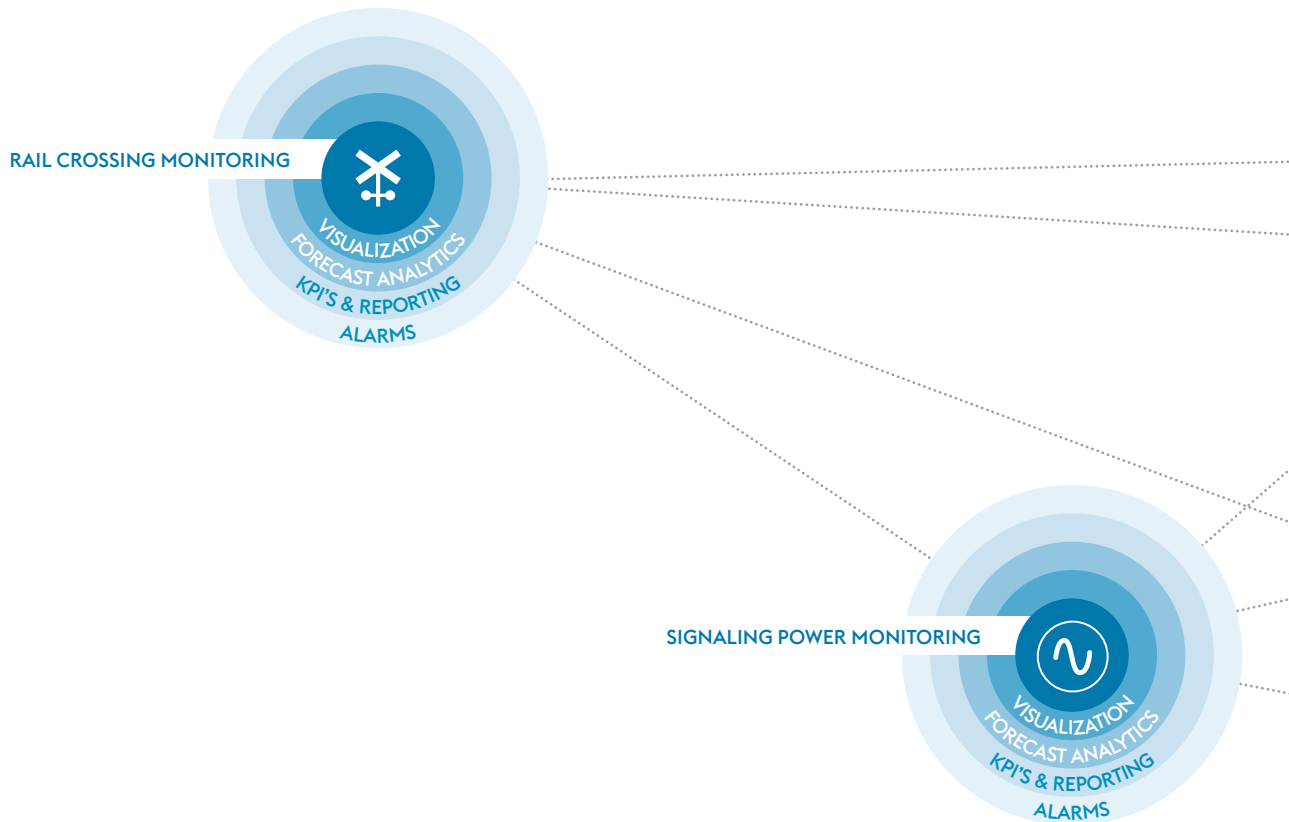 RAIL CROSSING MONITORING
VISUALIZATION
FORECAST ANALYTICS
KPI'S & REPORTING
ALARMS
SIGNALING POWER MONITORING
VISUALIZATION
FORECAST ANALYTICS
KPI'S & REPORTING
ALARMS